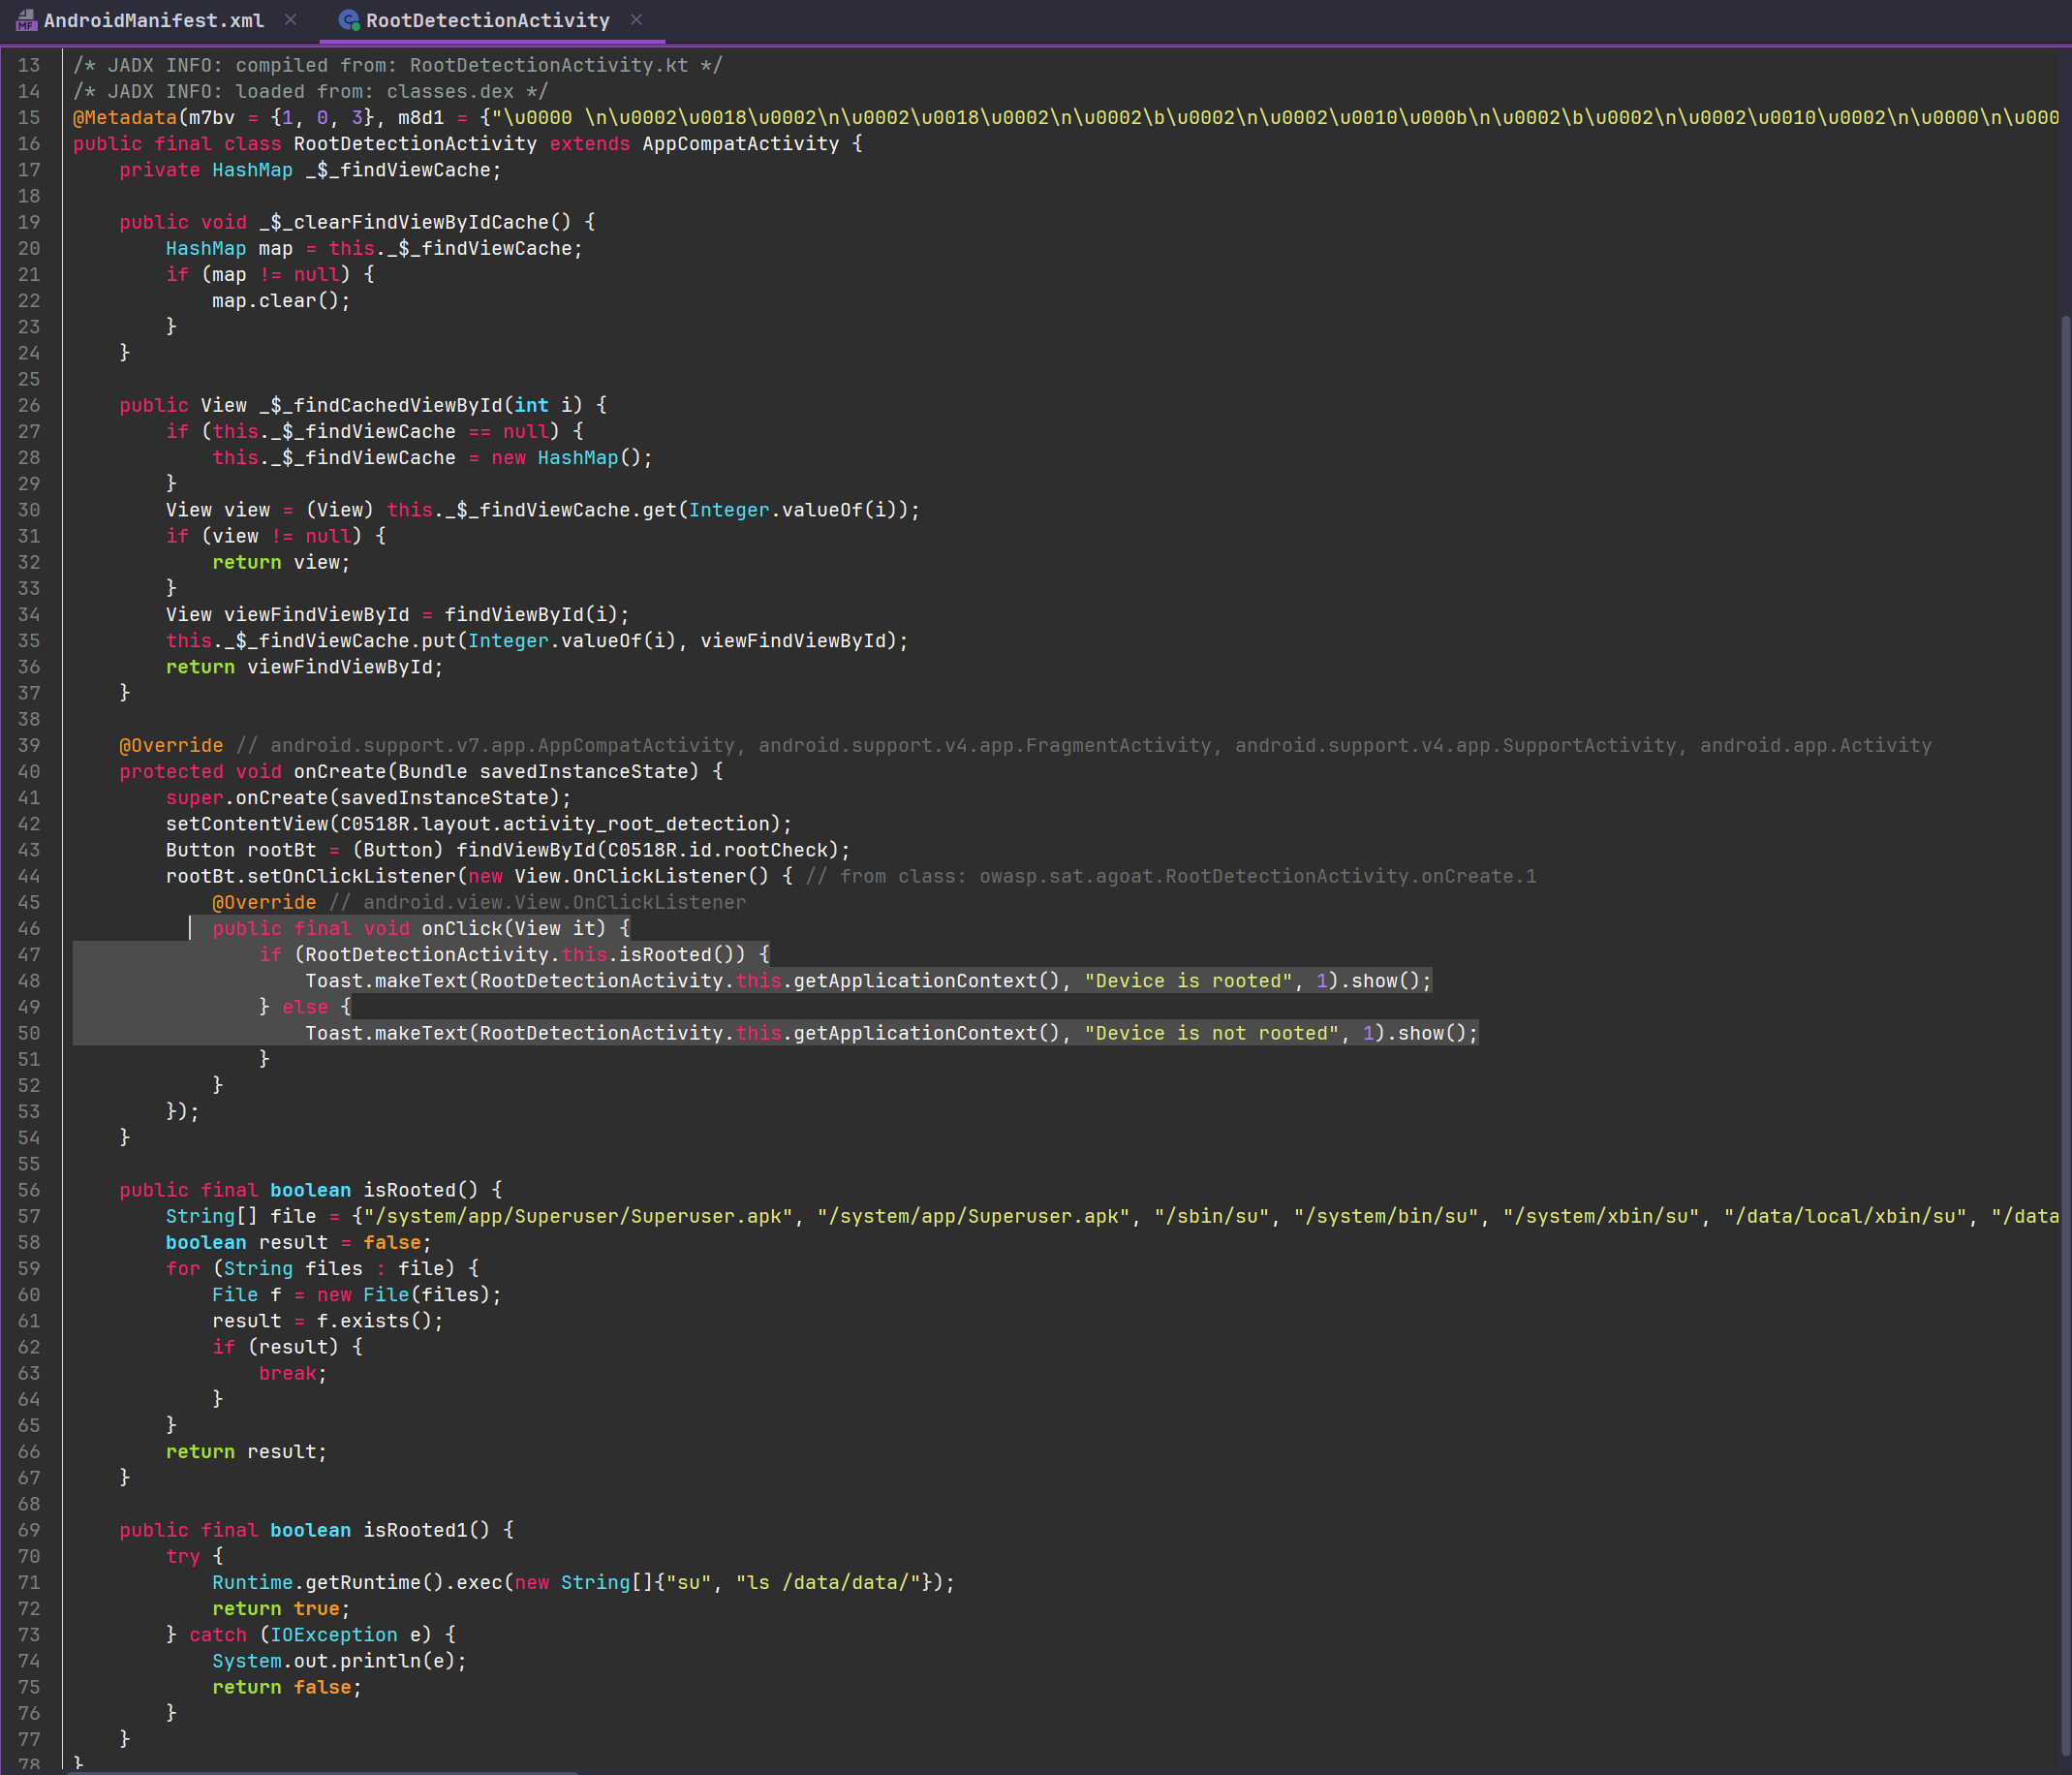 AndroidManifest.xml × RootDetectionActivity ×
13 /* JADX INFO: compiled from: RootDetectionActivity.kt */
14 /* JADX INFO: loaded from: classes.dex */
15 @Metadata(m7bv = {1, 0, 3}, m8d1 = {"\u0000 \n\u0002\u0018\u0002\n\u0002\u0018\u0002\n\u0002\b\u0002\n\u0002\u0010\u000b\n\u0002\b\u0002\n\u0002\u0010\u0002\n\u0000\n\u000
16 public final class RootDetectionActivity extends AppCompatActivity {
17     private HashMap _$_findViewCache;
18
19     public void _$_clearFindViewByIdCache() {
20         HashMap map = this._$_findViewCache;
21         if (map != null) {
22             map.clear();
23         }
24     }
25
26     public View _$_findCachedViewById(int i) {
27         if (this._$_findViewCache == null) {
28             this._$_findViewCache = new HashMap();
29         }
30         View view = (View) this._$_findViewCache.get(Integer.valueOf(i));
31         if (view != null) {
32             return view;
33         }
34         View viewFindViewById = findViewById(i);
35         this._$_findViewCache.put(Integer.valueOf(i), viewFindViewById);
36         return viewFindViewById;
37     }
38
39     @Override // android.support.v7.app.AppCompatActivity, android.support.v4.app.FragmentActivity, android.support.v4.app.SupportActivity, android.app.Activity
40     protected void onCreate(Bundle savedInstanceState) {
41         super.onCreate(savedInstanceState);
42         setContentView(C0518R.layout.activity_root_detection);
43         Button rootBt = (Button) findViewById(C0518R.id.rootCheck);
44         rootBt.setOnClickListener(new View.OnClickListener() { // from class: owasp.sat.agoat.RootDetectionActivity.onCreate.1
45             @Override // android.view.View.OnClickListener
46             public final void onClick(View it) {
47                 if (RootDetectionActivity.this.isRooted()) {
48                     Toast.makeText(RootDetectionActivity.this.getApplicationContext(), "Device is rooted", 1).show();
49                 } else {
50                     Toast.makeText(RootDetectionActivity.this.getApplicationContext(), "Device is not rooted", 1).show();
51                 }
52             }
53         });
54     }
55
56     public final boolean isRooted() {
57         String[] file = {"/system/app/Superuser/Superuser.apk", "/system/app/Superuser.apk", "/sbin/su", "/system/bin/su", "/system/xbin/su", "/data/local/xbin/su", "/data
58         boolean result = false;
59         for (String files : file) {
60             File f = new File(files);
61             result = f.exists();
62             if (result) {
63                 break;
64             }
65         }
66         return result;
67     }
68
69     public final boolean isRooted1() {
70         try {
71             Runtime.getRuntime().exec(new String[]{"su", "ls /data/data/"});
72             return true;
73         } catch (IOException e) {
74             System.out.println(e);
75             return false;
76         }
77     }
78 }